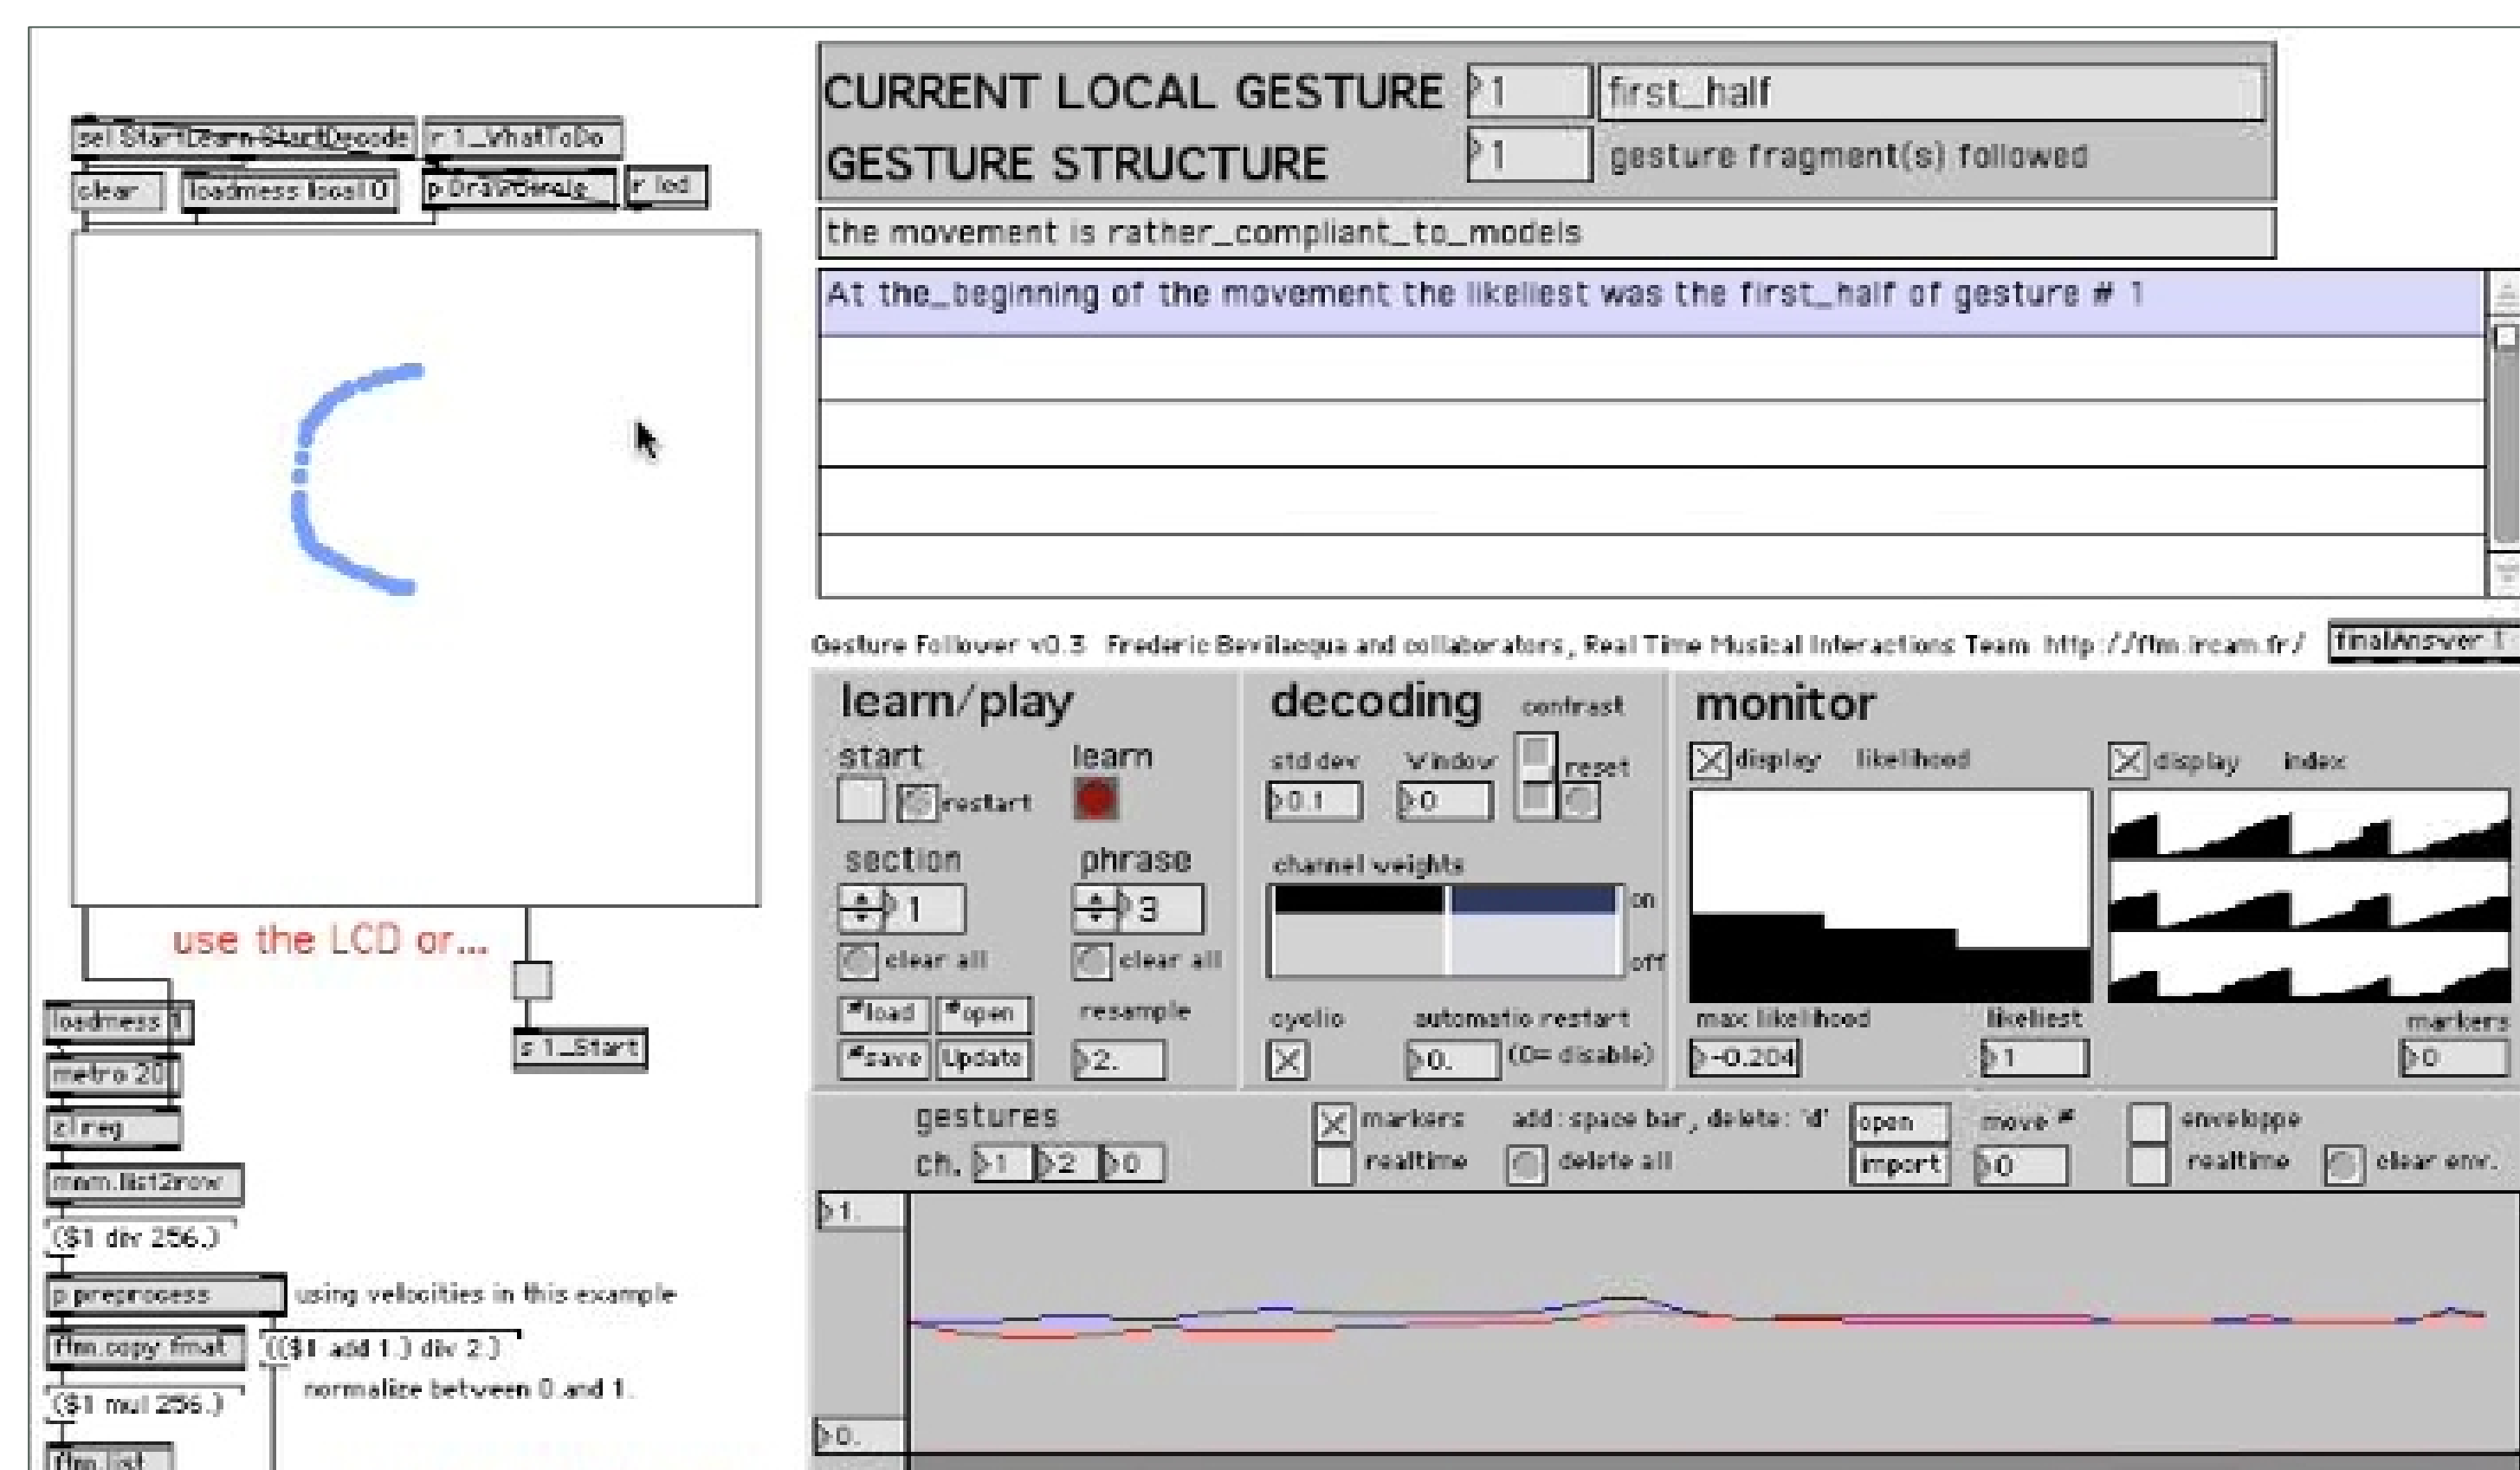 sel StartLearn StartDecode r 1_WhatToDo
clear loadmess local 0 r lcd
use the LCD or...
loadmess 1
s 1_Start
metro 20
zl reg
mnm.list2row
($1 div 256.)
p preprocess using velocities in this example
ftm.copy fmat (($1 add 1.) div 2.)
normalize between 0 and 1.
($1 mul 256.)
ftm.list
CURRENT LOCAL GESTURE 1 first_half
GESTURE STRUCTURE 1 gesture fragment(s) followed
the movement is rather_compliant_to_models
At the_beginning of the movement the likeliest was the first_half of gesture # 1
Gesture Follower v0.3 Frederic Bevilacqua and collaborators, Real Time Musical Interactions Team http://ftm.ircam.fr/ finalAnswer
learn/play
start learn
restart
section phrase
1 3
clear all clear all
*load *open resample
*save Update 2.
decoding contrast
std dev Window reset
0.1 0
channel weights
on
off
cyclic automatic restart
0. (0= disable)
monitor
display likelihood display index
max likelihood likeliest markers
-0.204 1 0
gestures markers add: space bar, delete: 'd' open move # enveloppe
ch. 1 2 0 realtime delete all import 0 realtime clear env.
1.
0.